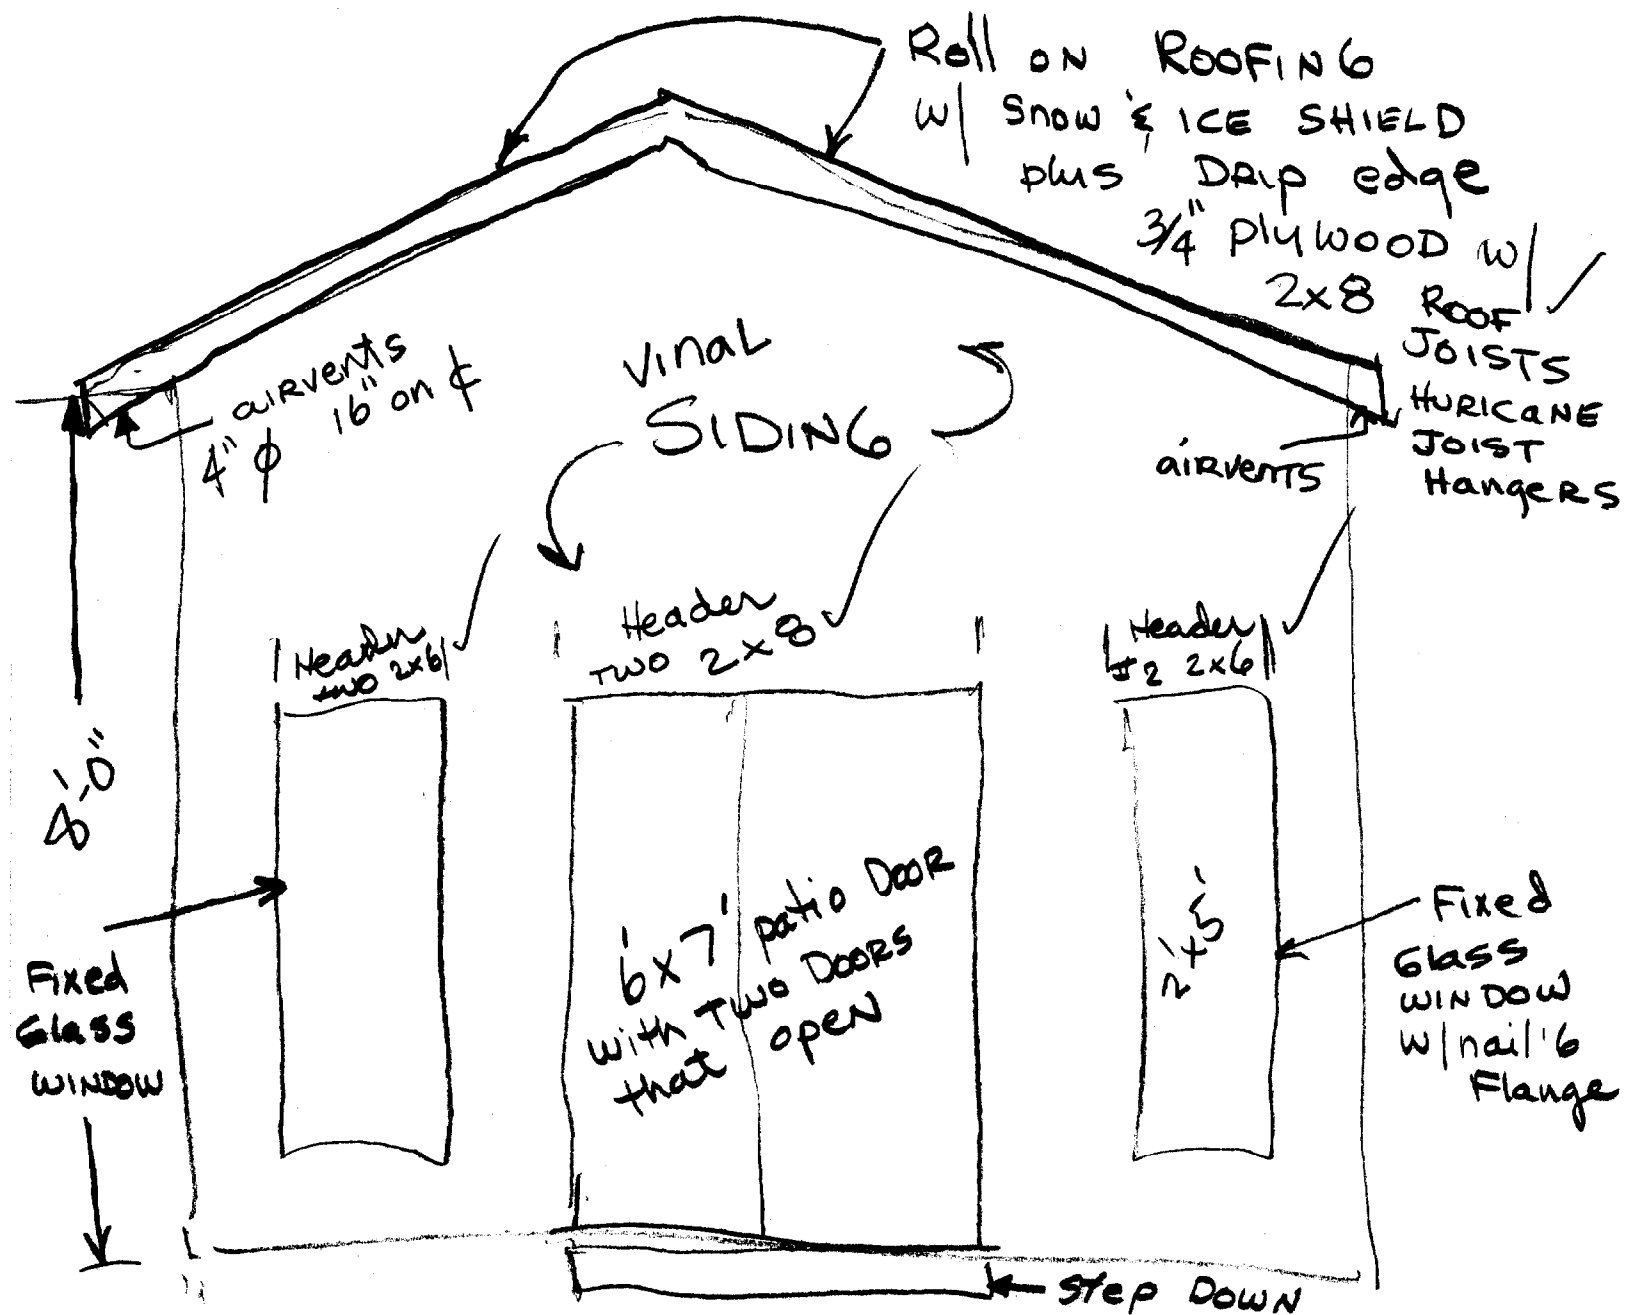 Roll ON ROOFING
w/ Snow & ICE SHIELD
plus DRIP edge
3/4" plywood w/
2x8 ROOF
JOISTS
HURICANE
JOIST
HANGERS
airvents
16" on ℄
4" ϕ
VINAL
SIDING
airvents
Header
two 2x6
Header
TWO 2x8
Header
#2 2x6
8'-0"
6'x7' patio Door
with Two Doors
that open
2'x5'
Fixed
Glass
WINDOW
Fixed
Glass
WINDOW
w/nail'G
Flange
Step Down